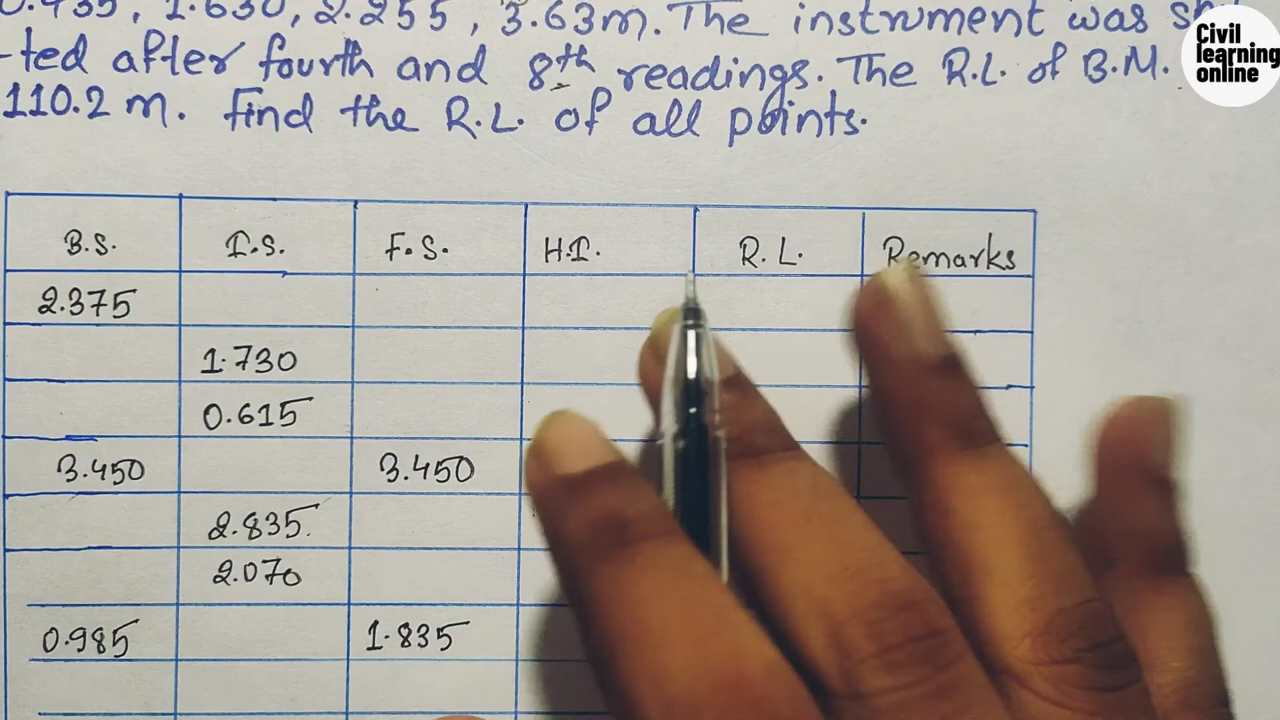 3.63m. The instrument was
-ted after fourth and 8th readings. The R.L. of B.M.
110.2 m. find the R.L. of all points.
Civil
learning
online
B.S. I.S. F.S. H.I. R.L. Remarks
2.375
1.730
0.615
3.450 3.450
2.835
2.070
0.985 1.835